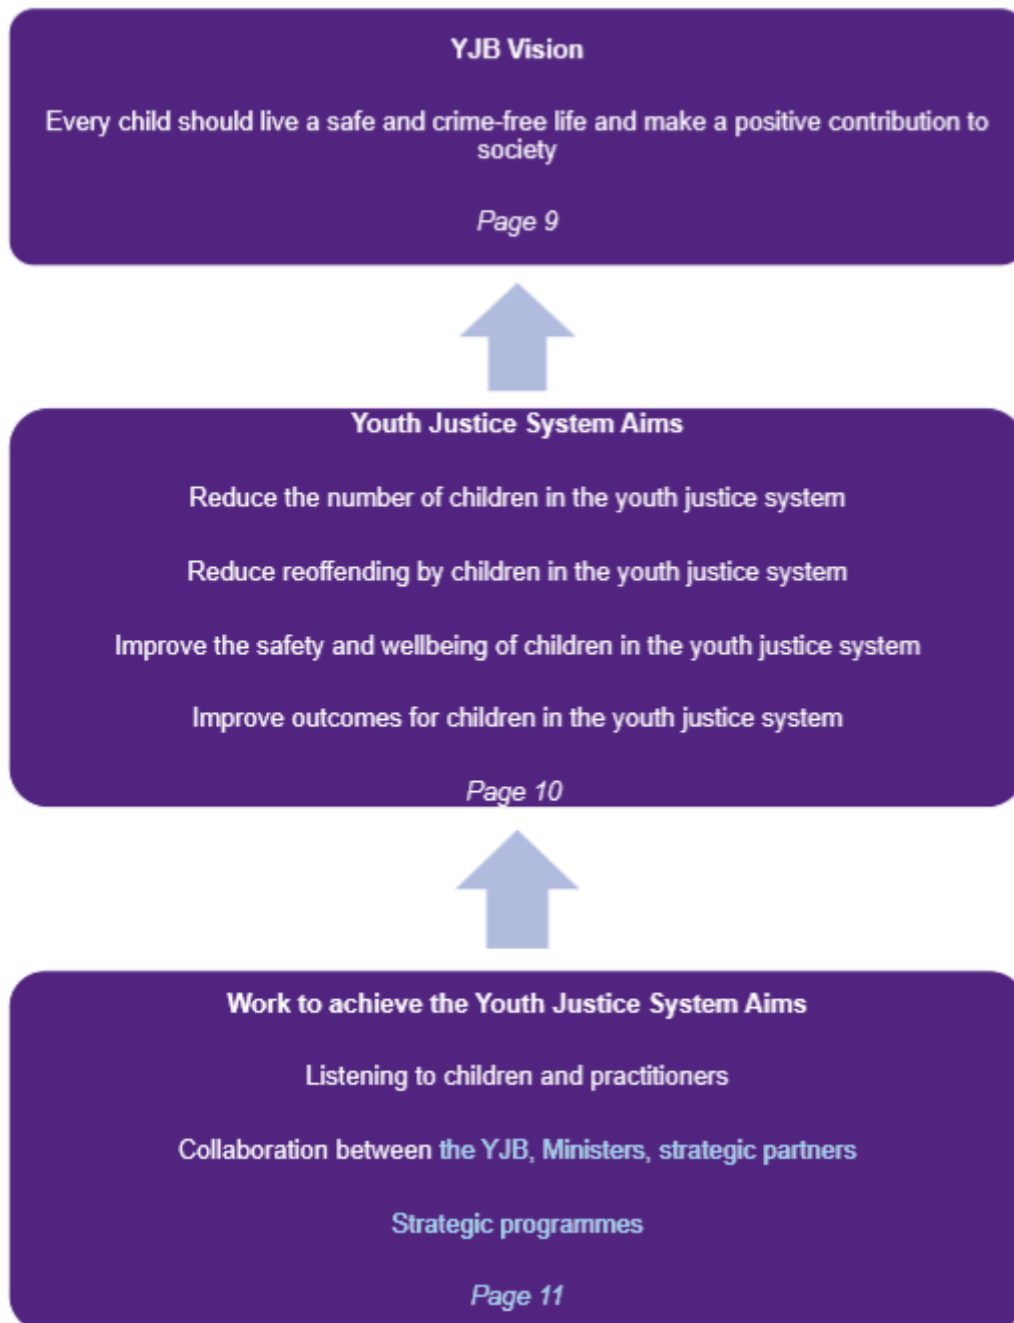 YJB Vision
Every child should live a safe and crime-free life and make a positive contribution to
society
Page 9
Youth Justice System Aims
Reduce the number of children in the youth justice system
Reduce reoffending by children in the youth justice system
Improve the safety and wellbeing of children in the youth justice system
Improve outcomes for children in the youth justice system
Page 10
Work to achieve the Youth Justice System Aims
Listening to children and practitioners
Collaboration between the YJB, Ministers, strategic partners
Strategic programmes
Page 11